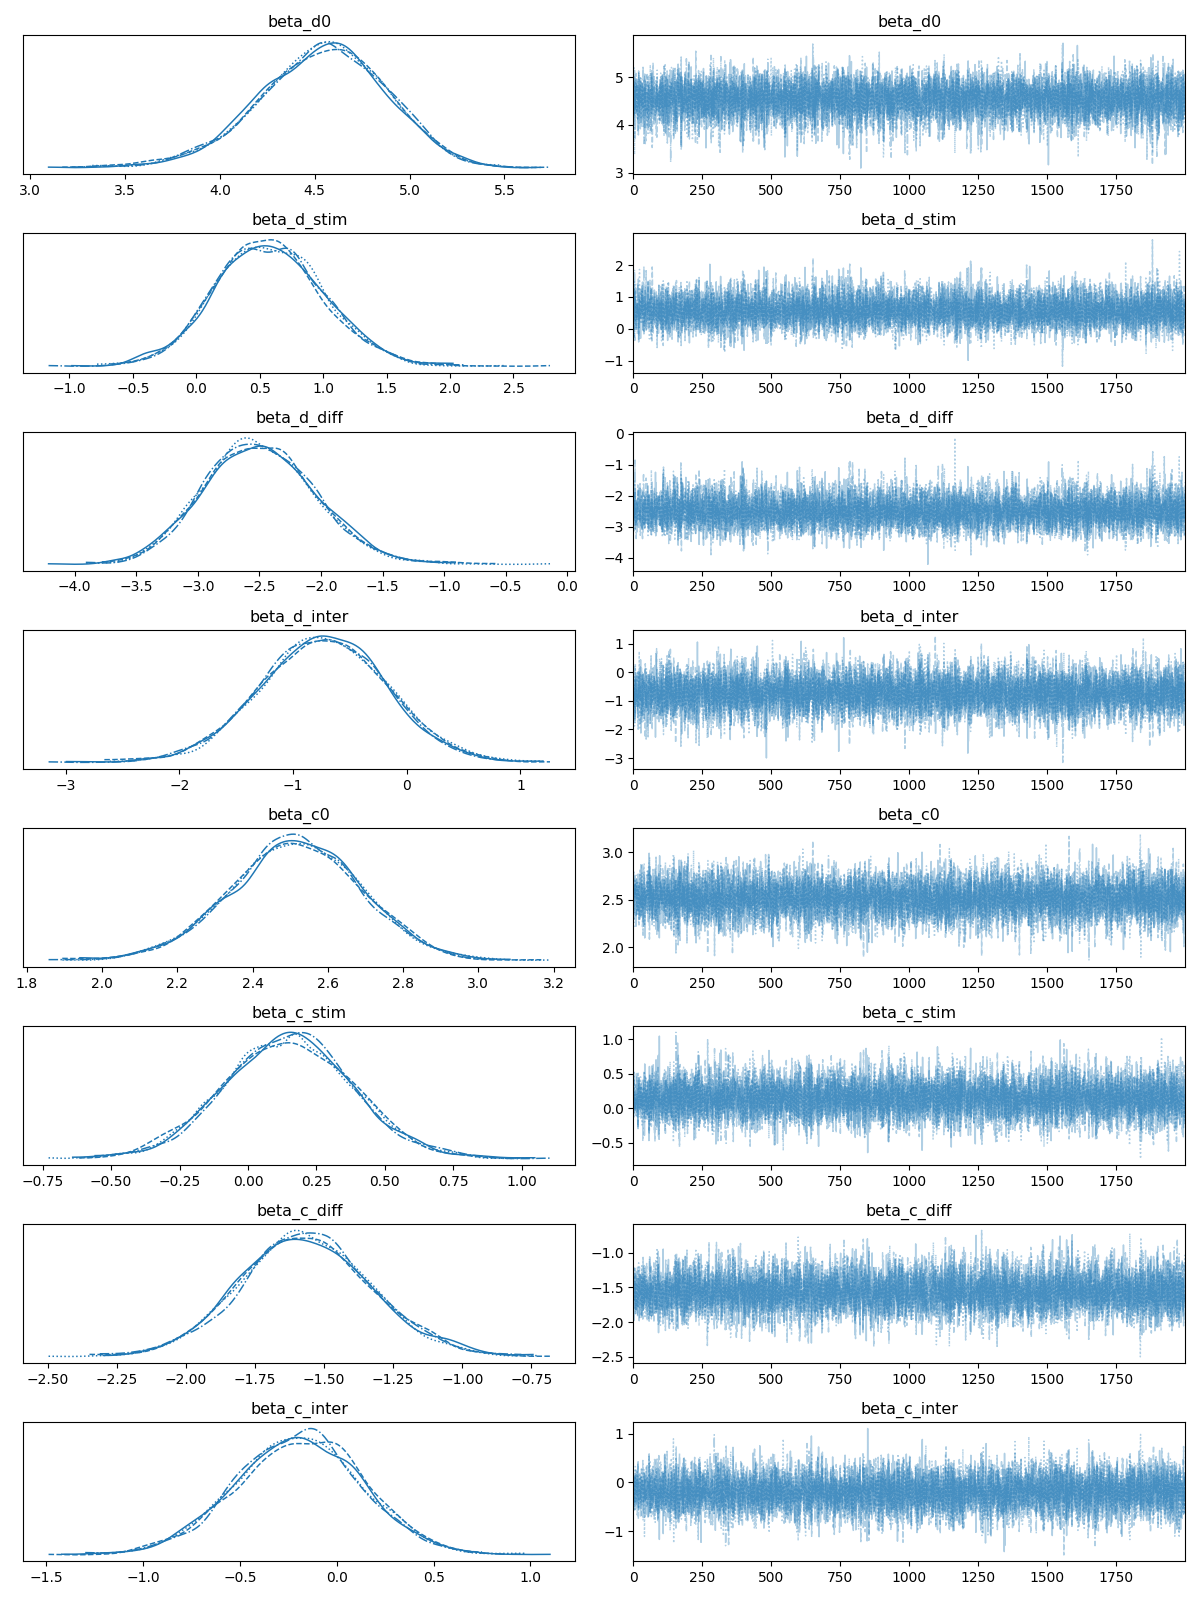 beta_d0 beta_d0
5
4
3
3.0 3.5 4.0 4.5 5.0 5.5 0 250 500 750 1000 1250 1500 1750
beta_d_stim beta_d_stim
2
1
0
−1
−1.0 −0.5 0.0 0.5 1.0 1.5 2.0 2.5 0 250 500 750 1000 1250 1500 1750
beta_d_diff beta_d_diff
0
−1
−2
−3
−4
−4.0 −3.5 −3.0 −2.5 −2.0 −1.5 −1.0 −0.5 0.0 0 250 500 750 1000 1250 1500 1750
beta_d_inter beta_d_inter
1
0
−1
−2
−3
−3 −2 −1 0 1 0 250 500 750 1000 1250 1500 1750
beta_c0 beta_c0
3.0
2.5
2.0
1.8 2.0 2.2 2.4 2.6 2.8 3.0 3.2 0 250 500 750 1000 1250 1500 1750
beta_c_stim beta_c_stim
1.0
0.5
0.0
−0.5
−0.75 −0.50 −0.25 0.00 0.25 0.50 0.75 1.00 0 250 500 750 1000 1250 1500 1750
beta_c_diff beta_c_diff
−1.0
−1.5
−2.0
−2.5
−2.50 −2.25 −2.00 −1.75 −1.50 −1.25 −1.00 −0.75 0 250 500 750 1000 1250 1500 1750
beta_c_inter beta_c_inter
1
0
−1
−1.5 −1.0 −0.5 0.0 0.5 1.0 0 250 500 750 1000 1250 1500 1750